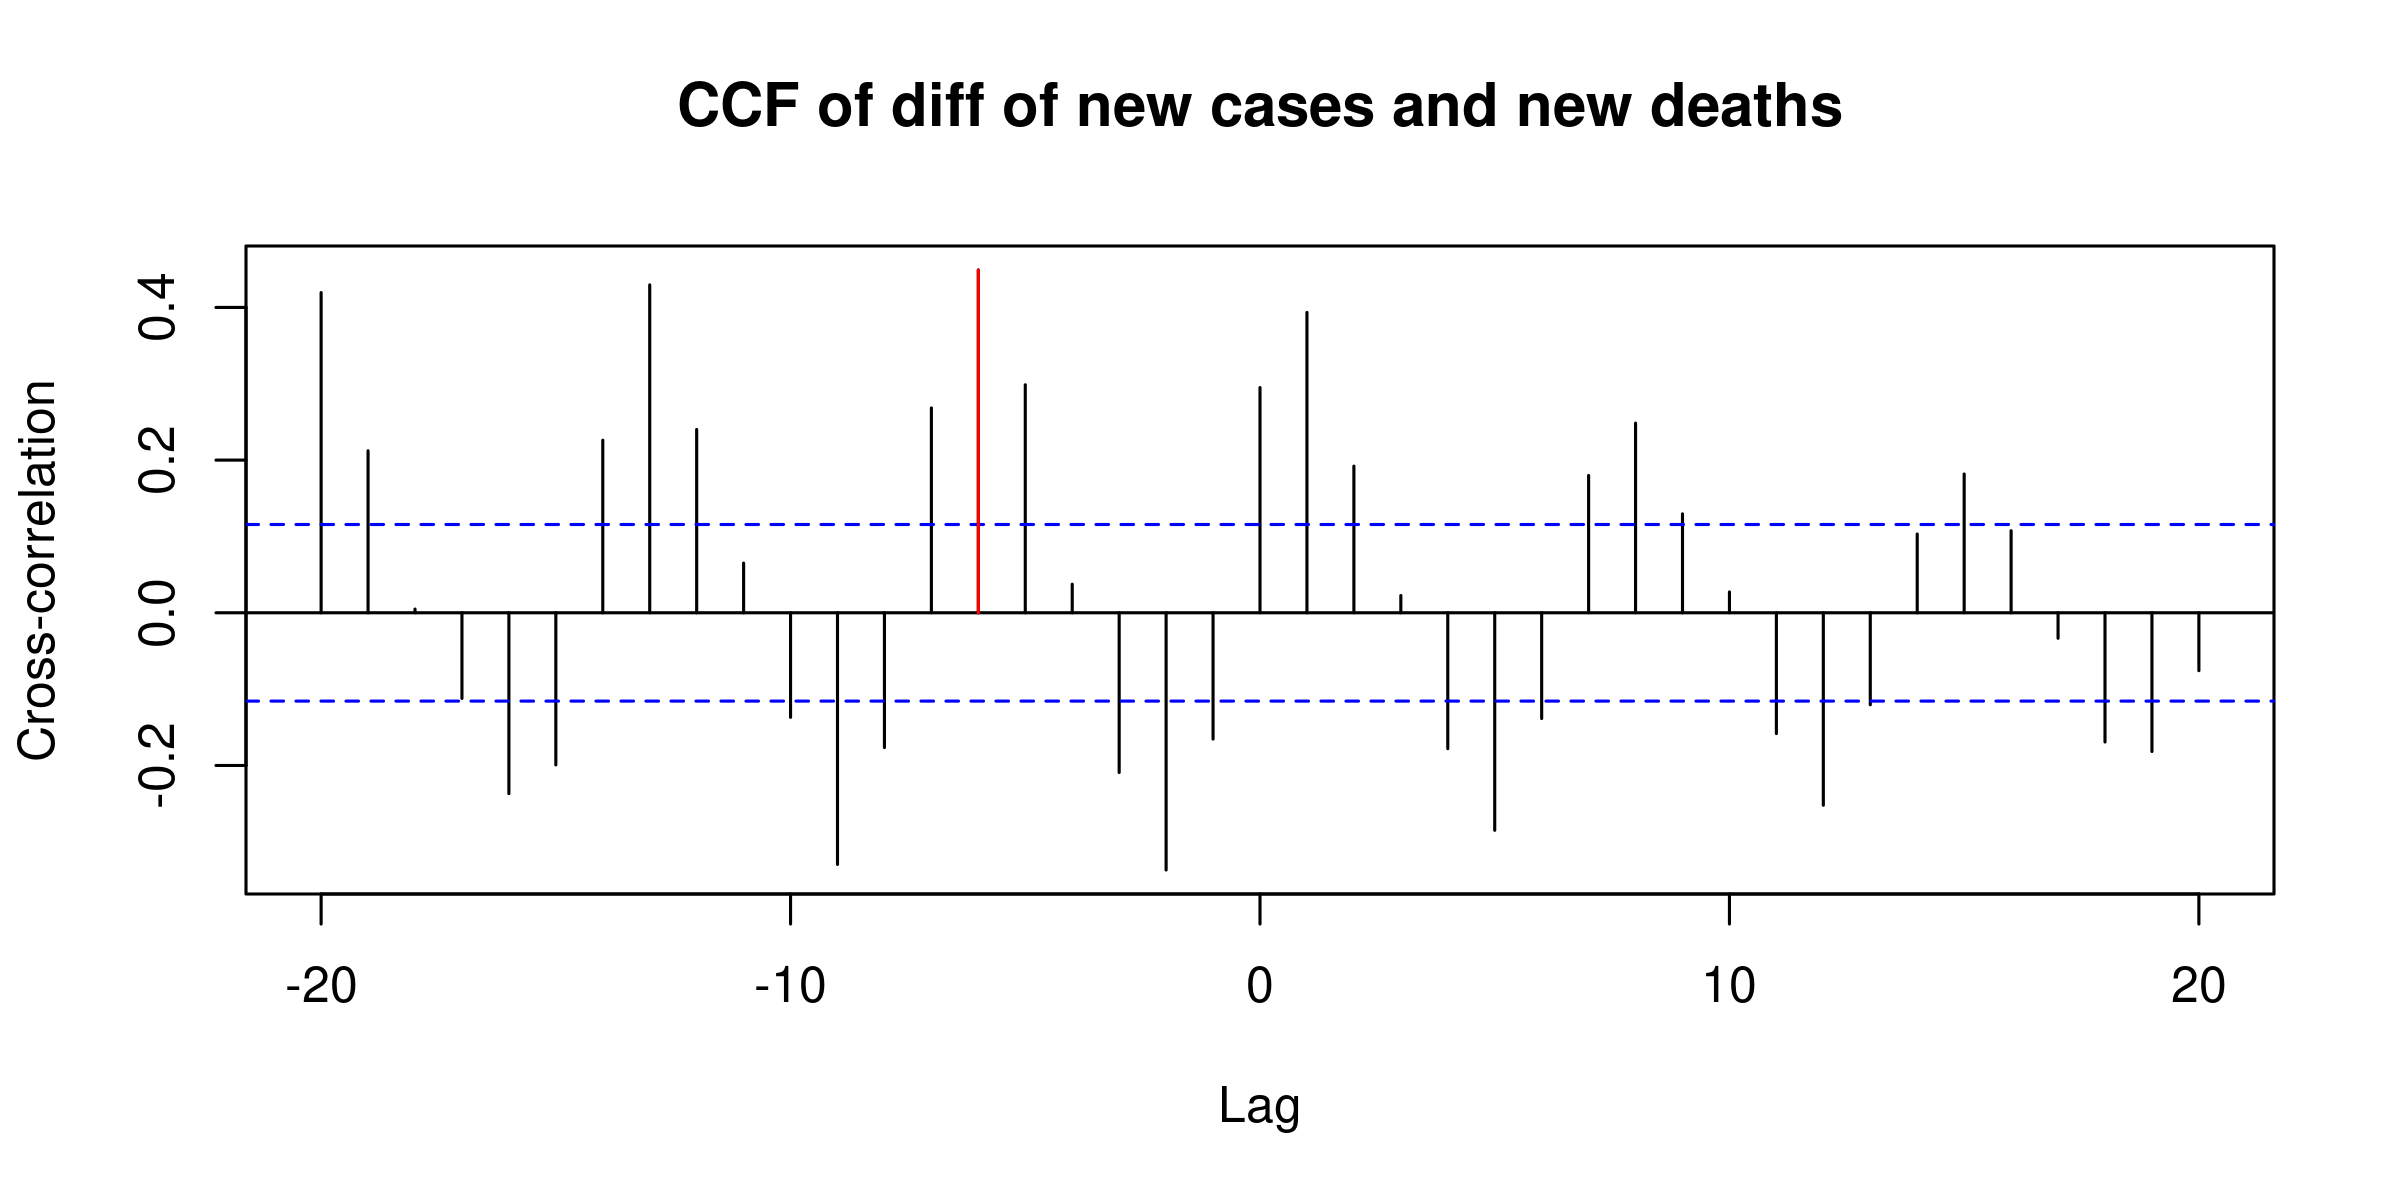 CCF of diff of new cases and new deaths
Cross-correlation
0.4
0.2
0.0
-0.2
-20 -10 0 10 20
Lag